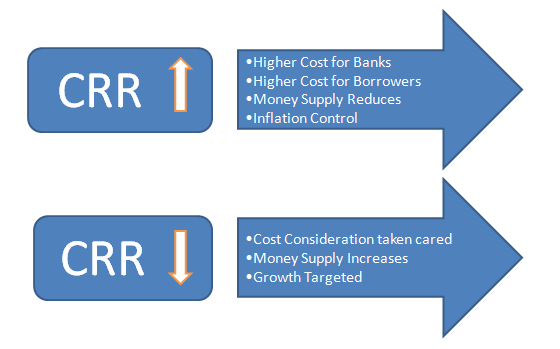 CRR
•Higher Cost for Banks
•Higher Cost for Borrowers
•Money Supply Reduces
•Inflation Control
CRR
•Cost Consideration taken cared
•Money Supply Increases
•Growth Targeted